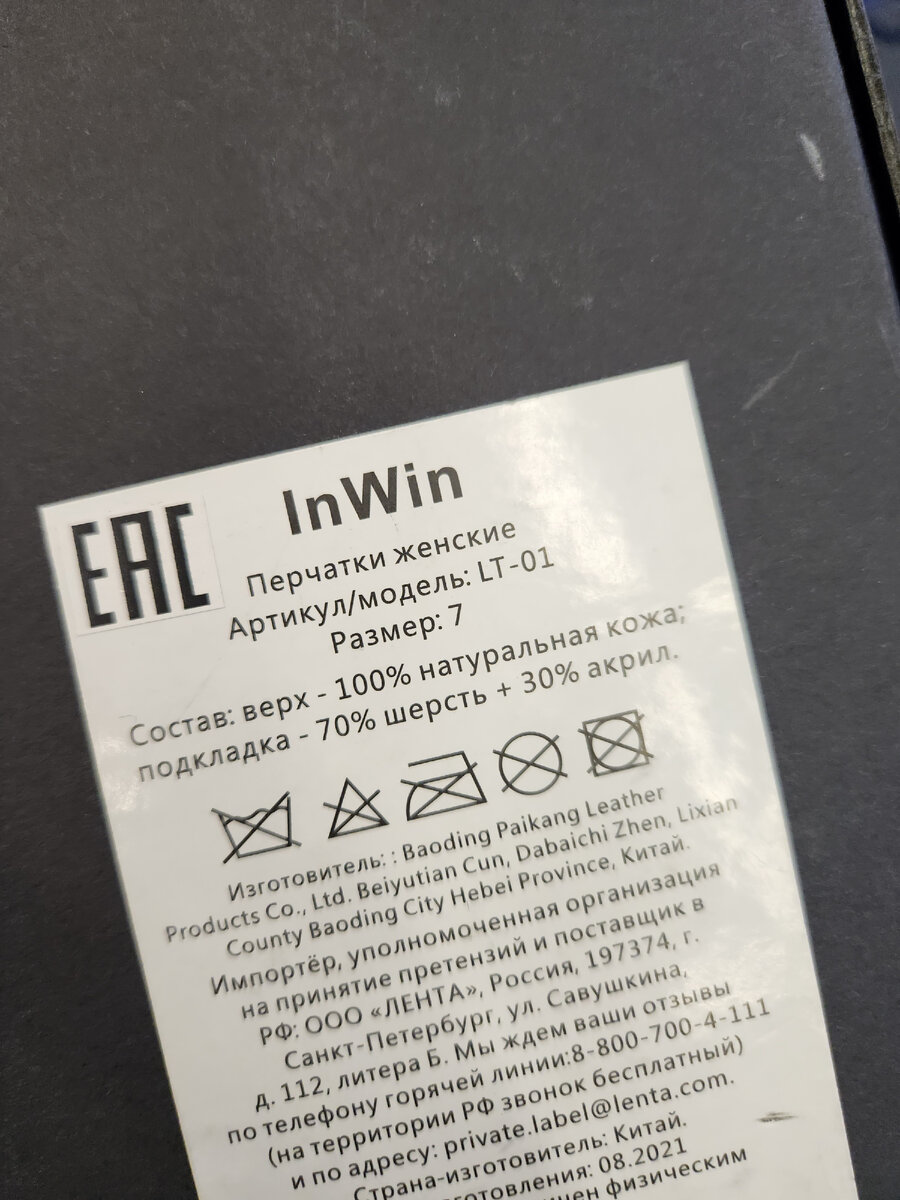 EAC
InWin
Перчатки женские
Артикул/модель: LT-01
Размер: 7
Состав: верх - 100% натуральная кожа;
подкладка - 70% шерсть + 30% акрил.
Изготовитель: : Baoding Paikang Leather
Products Co., Ltd. Beiyutian Cun, Dabaichi Zhen, Lixian
County Baoding City Hebei Province, Китай.
Импортёр, уполномоченная организация
на принятие претензий и поставщик в
РФ: ООО «ЛЕНТА», Россия, 197374, г.
Санкт-Петербург, ул. Савушкина,
д. 112, литера Б. Мы ждем ваши отзывы
по телефону горячей линии:8-800-700-4-111
(на территории РФ звонок бесплатный)
и по адресу: private.label@lenta.com.
Страна-изготовитель: Китай.
08.2021
физическим